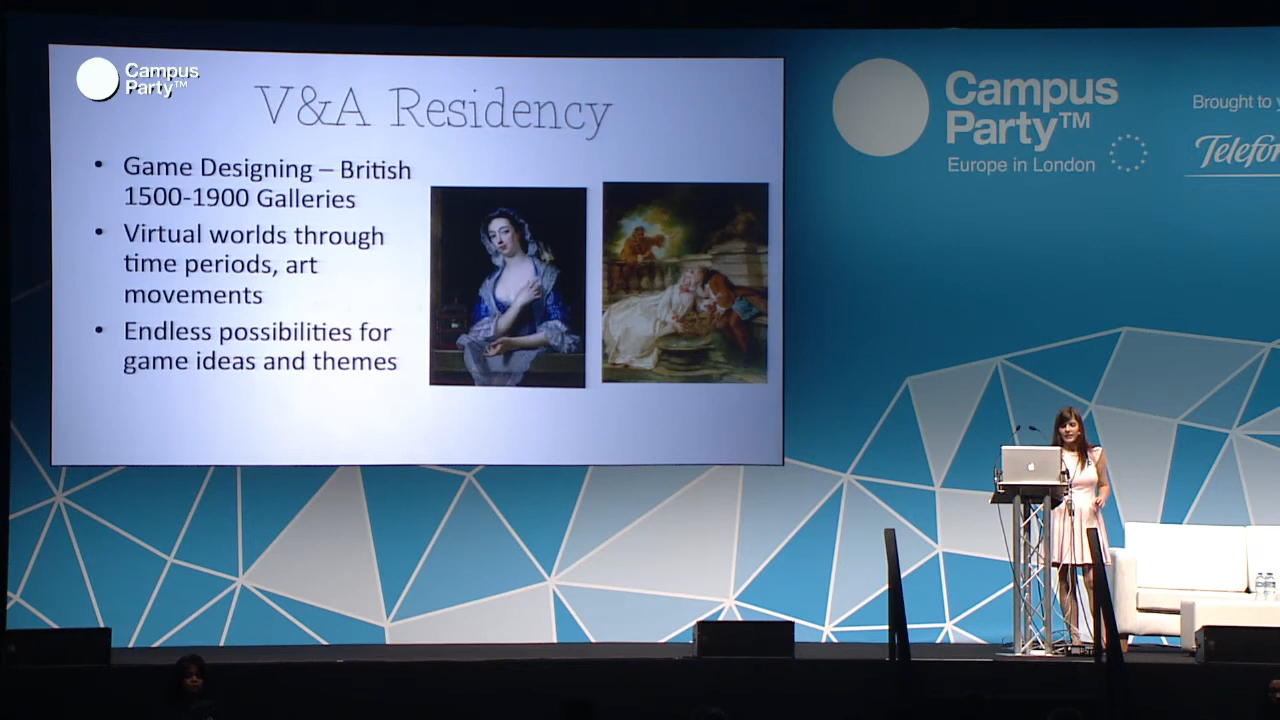 Campus
Party™
V&A Residency
• Game Designing – British
1500-1900 Galleries
• Virtual worlds through
time periods, art
movements
• Endless possibilities for
game ideas and themes
Campus
Party™
Europe in London
Brought to